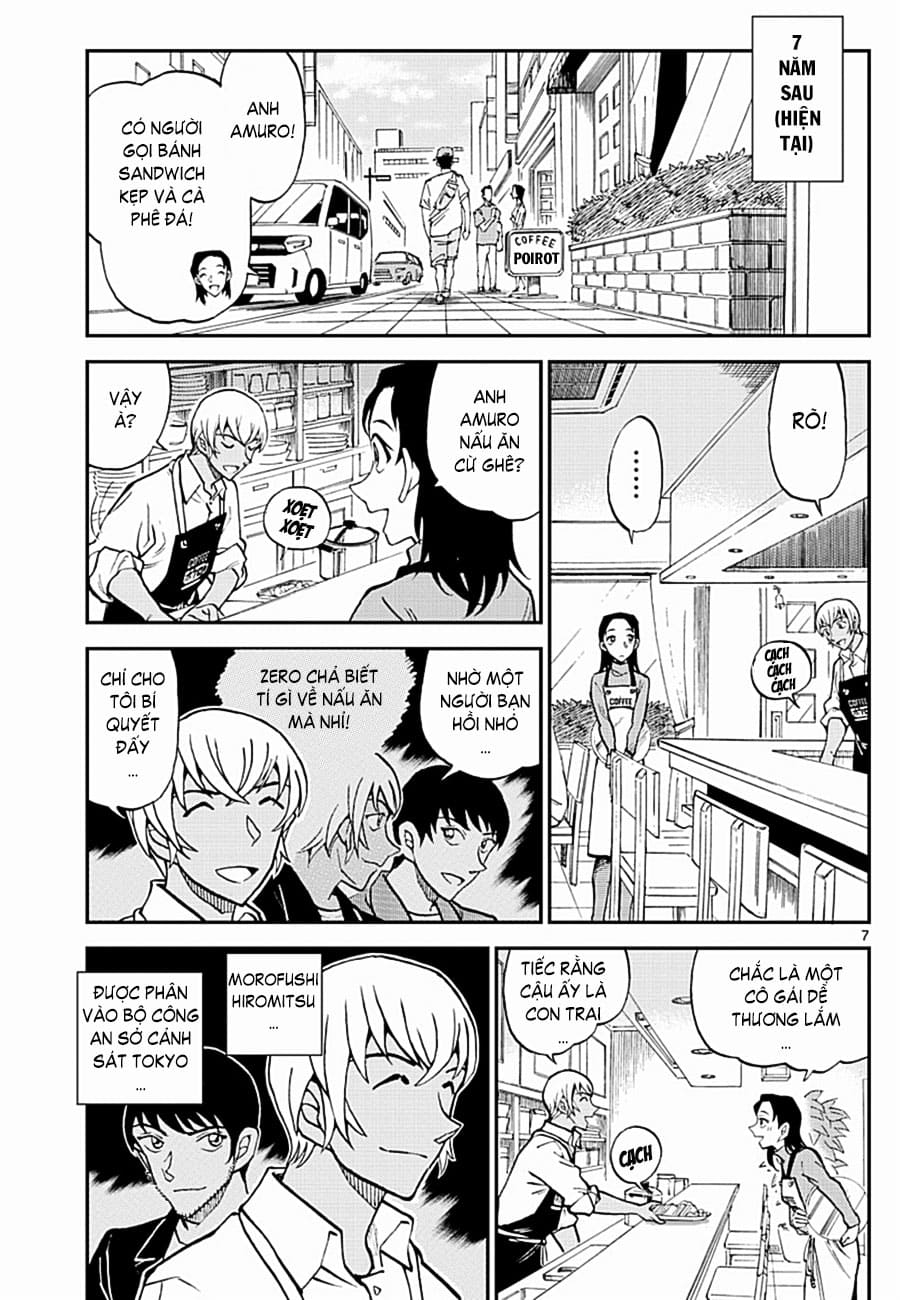 7
NĂM
SAU
(HIỆN
TẠI)
ANH
AMURO!
CÓ NGƯỜI
GỌI BÁNH
SANDWICH
KẸP VÀ CÀ
PHÊ ĐÁ!
COFFEE
POIROT
RÕ!
......
CẠCH
CẠCH
CẠCH
COFFEE
ANH
AMURO
NẤU ĂN
CỪ GHÊ?
VẬY
À?
XOẸT
XOẸT
COFFEE
NHỜ MỘT
NGƯỜI BẠN
HỒI NHỎ
...
ZERO CHẢ BIẾT
TÍ GÌ VỀ NẤU ĂN
MÀ NHỈ!
CHỈ CHO
TÔI BÍ
QUYẾT
ĐẤY
...
7
CHẮC LÀ MỘT
CÔ GÁI DỄ
THƯƠNG LẮM
...
TIẾC RẰNG
CẬU ẤY LÀ
CON TRAI
...
CẠCH
MOROFUSHI
HIROMITSU
...
ĐƯỢC PHÂN
VÀO BỘ CÔNG
AN SỞ CẢNH
SÁT TOKYO
...